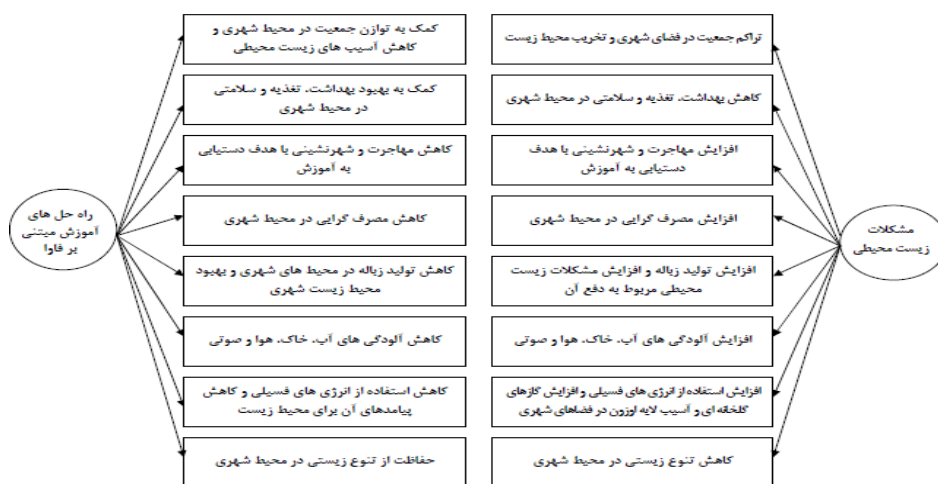 مشکلات
زیست محیطی
تراکم جمعیت در فضای شهری و تخریب محیط زیست
کاهش بهداشت، تغذیه و سلامتی در محیط شهری
افزایش مهاجرت و شهرنشینی با هدف
دستیابی به آموزش
افزایش مصرف گرایی در محیط شهری
افزایش تولید زباله و افزایش مشکلات زیست
محیطی مربوط به دفع آن
افزایش آلودگی های آب، خاک، هوا و صوتی
افزایش استفاده از انرژی های فسیلی و افزایش گازهای
گلخانه ای و آسیب لایه اوزون در فضاهای شهری
کاهش تنوع زیستی در محیط شهری
کمک به توازن جمعیت در محیط شهری و
کاهش آسیب های زیست محیطی
کمک به بهبود بهداشت، تغذیه و سلامتی
در محیط شهری
کاهش مهاجرت و شهرنشینی با هدف دستیابی
به آموزش
کاهش مصرف گرایی در محیط شهری
کاهش تولید زباله در محیط های شهری و بهبود
محیط زیست شهری
کاهش آلودگی های آب، خاک، هوا و صوتی
کاهش استفاده از انرژی های فسیلی و کاهش
پیامدهای آن برای محیط زیست
حفاظت از تنوع زیستی در محیط شهری
راه حل های
آموزش مبتنی
بر فاوا